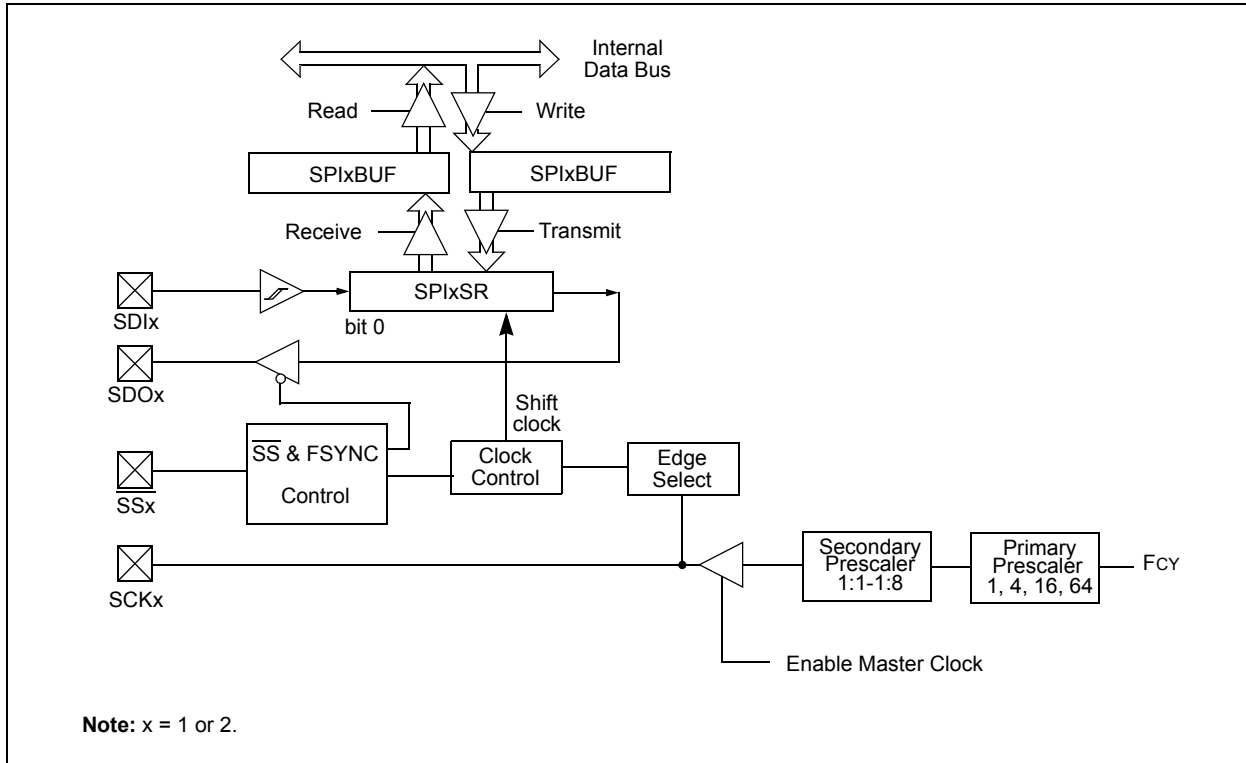 Internal
Data Bus
Read
Write
SPIxBUF
SPIxBUF
Receive
Transmit
SPIxSR
SDIx
bit 0
SDOx
Shift
clock
SS & FSYNC
Control
Clock
Control
Edge
Select
SSx
Secondary
Prescaler
1:1-1:8
Primary
Prescaler
1, 4, 16, 64
FCY
SCKx
Enable Master Clock
Note: x = 1 or 2.